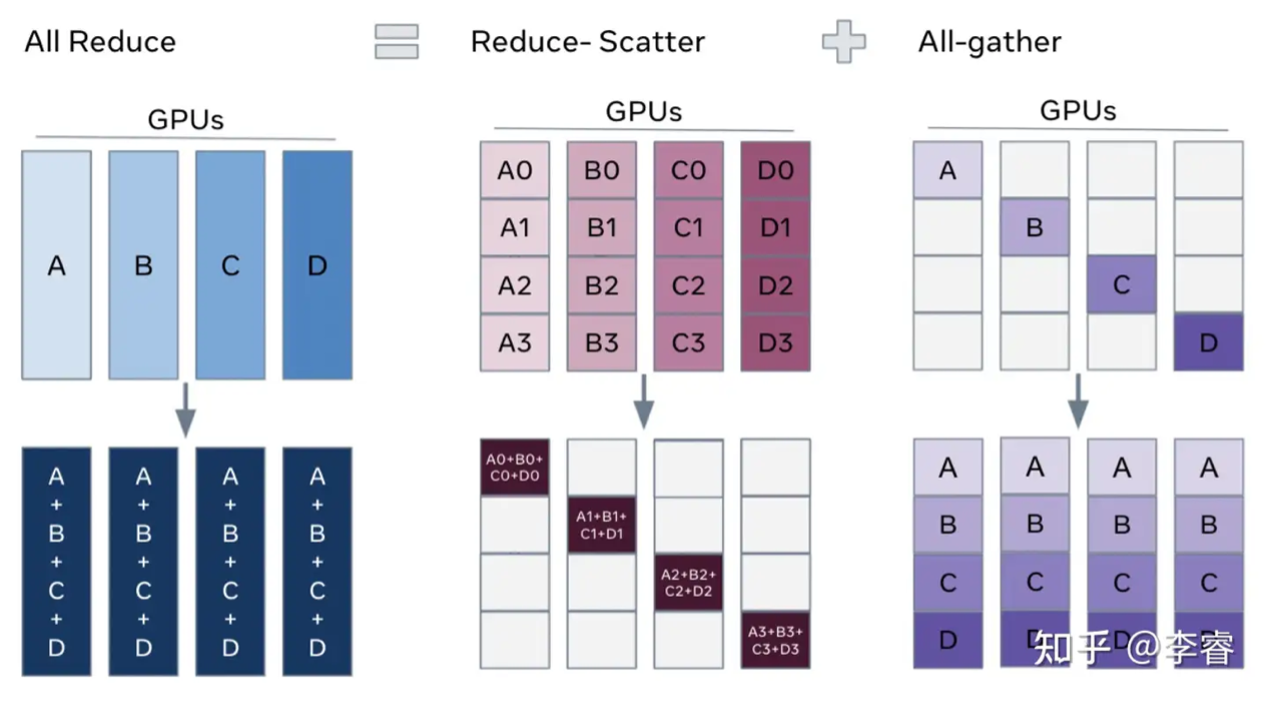 All Reduce
Reduce- Scatter
All-gather
GPUs
A B C D
A A A A
+ + + +
B B B B
+ + + +
C C C C
+ + + +
D D D D
GPUs
A0 B0 C0 D0
A1 B1 C1 D1
A2 B2 C2 D2
A3 B3 C3 D3
A0+B0+
C0+D0
A1+B1+
C1+D1
A2+B2+
C2+D2
A3+B3+
C3+D3
GPUs
A
B
C
D
A A A A
B B B B
C C C C
D D D D
知乎 @李睿